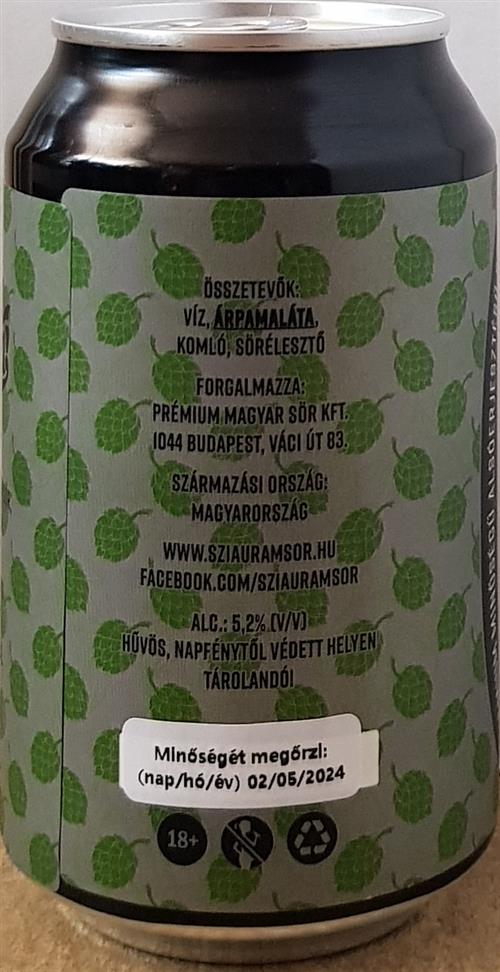 ÖSSZETEVŐK:
VÍZ, ÁRPAMALÁTA,
KOMLÓ, SÖRÉLESZTŐ
FORGALMAZZA:
PRÉMIUM MAGYAR SÖR KFT.
1044 BUDAPEST, VÁCI ÚT 83.
SZÁRMAZÁSI ORSZÁG:
MAGYARORSZÁG
WWW.SZIAURAMSOR.HU
FACEBOOK.COM/SZIAURAMSOR
ALC.: 5,2% (V/V)
HŰVÖS, NAPFÉNYTŐL VÉDETT HELYEN
TÁROLANDÓ!
Minőségét megőrzi:
(nap/hó/év) 02/05/2024
18+